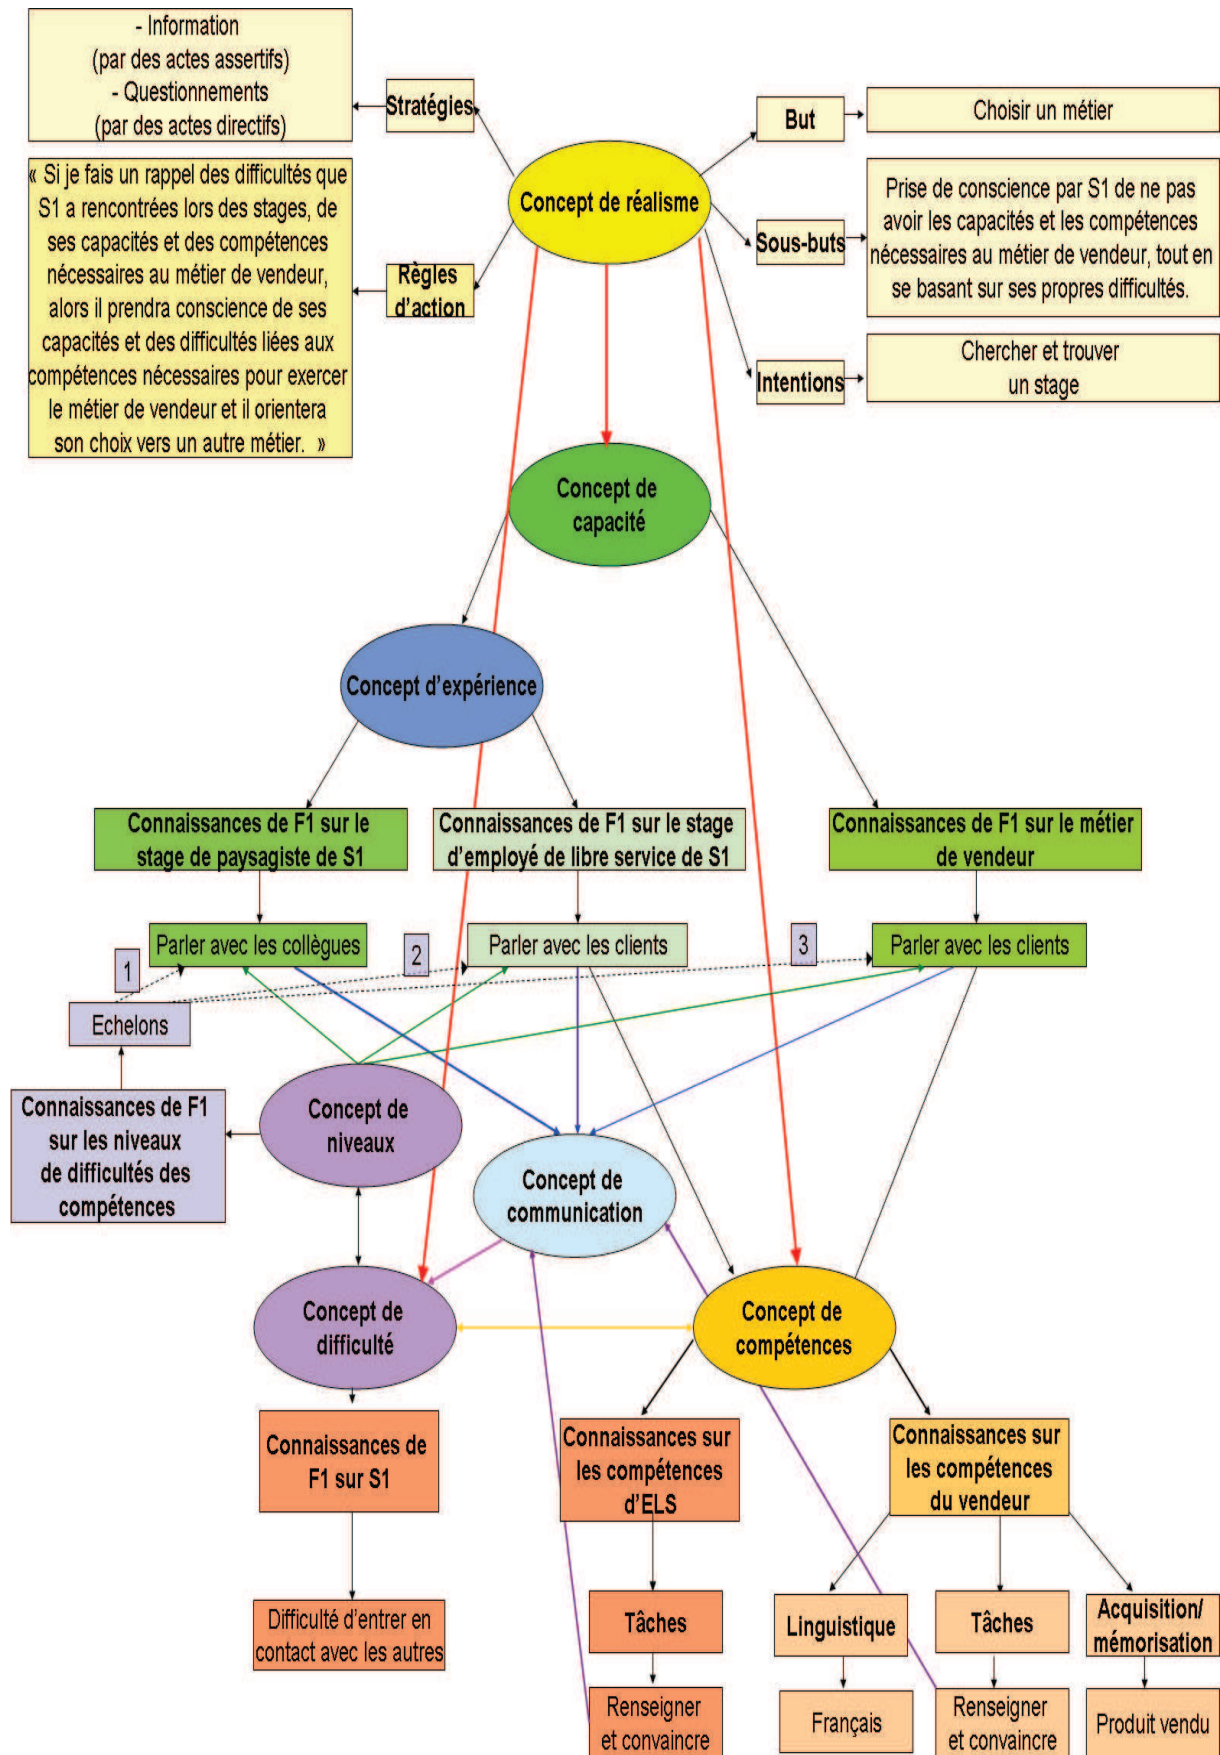 - Information
(par des actes assertifs)
- Questionnements
(par des actes directifs)
Stratégies
« Si je fais un rappel des difficultés que
S1 a rencontrées lors des stages, de
ses capacités et des compétences
nécessaires au métier de vendeur,
alors il prendra conscience de ses
capacités et des difficultés liées aux
compétences nécessaires pour exercer
le métier de vendeur et il orientera
son choix vers un autre métier. »
Règles
d'action
Concept de réalisme
But
Choisir un métier
Sous-buts
Prise de conscience par S1 de ne pas
avoir les capacités et les compétences
nécessaires au métier de vendeur, tout en
se basant sur ses propres difficultés.
Intentions
Chercher et trouver
un stage
Concept de
capacité
Concept d'expérience
Connaissances de F1 sur le
stage de paysagiste de S1
Connaissances de F1 sur le stage
d'employé de libre service de S1
Connaissances de F1 sur le métier
de vendeur
Parler avec les collègues
Parler avec les clients
Parler avec les clients
1
2
3
Echelons
Connaissances de F1
sur les niveaux
de difficultés des
compétences
Concept de
niveaux
Concept de
communication
Concept de
difficulté
Concept de
compétences
Connaissances de
F1 sur S1
Connaissances sur
les compétences
d'ELS
Connaissances sur
les compétences
du vendeur
Difficulté d'entrer en
contact avec les autres
Tâches
Linguistique
Tâches
Acquisition/
mémorisation
Renseigner
et convaincre
Français
Renseigner
et convaincre
Produit vendu